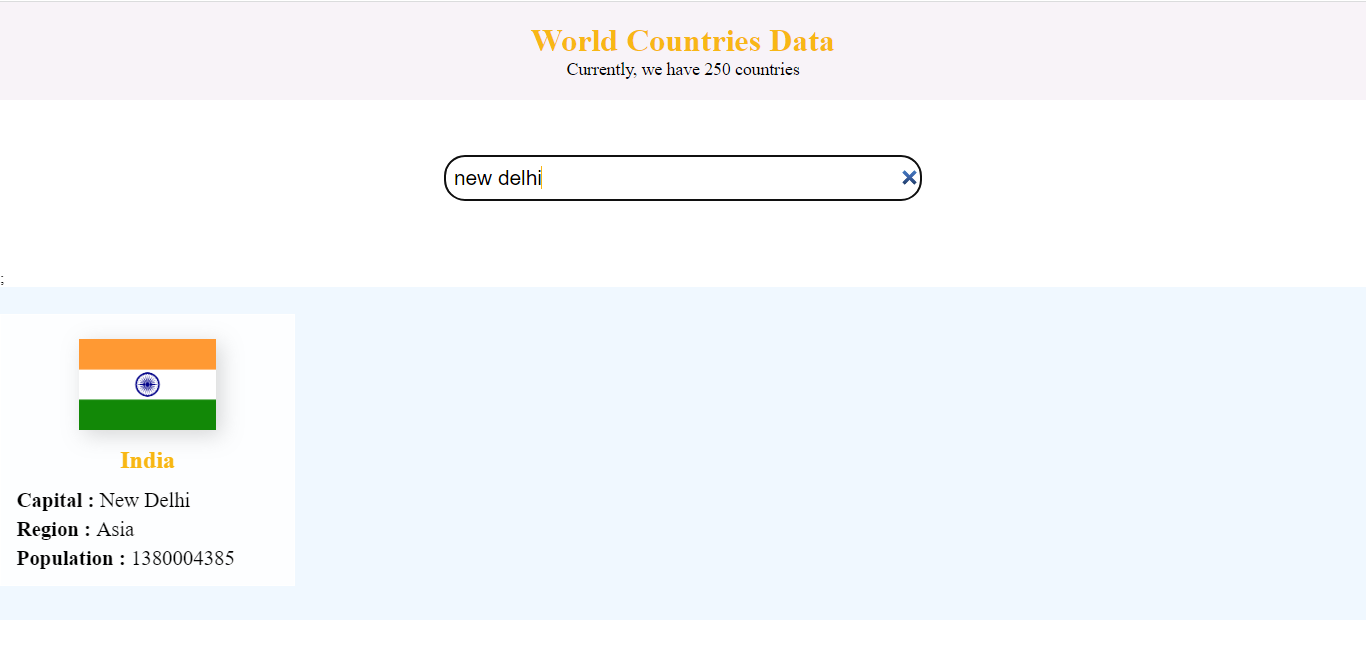 World Countries Data
Currently, we have 250 countries
new delhi
;
India
Capital : New Delhi
Region : Asia
Population : 1380004385